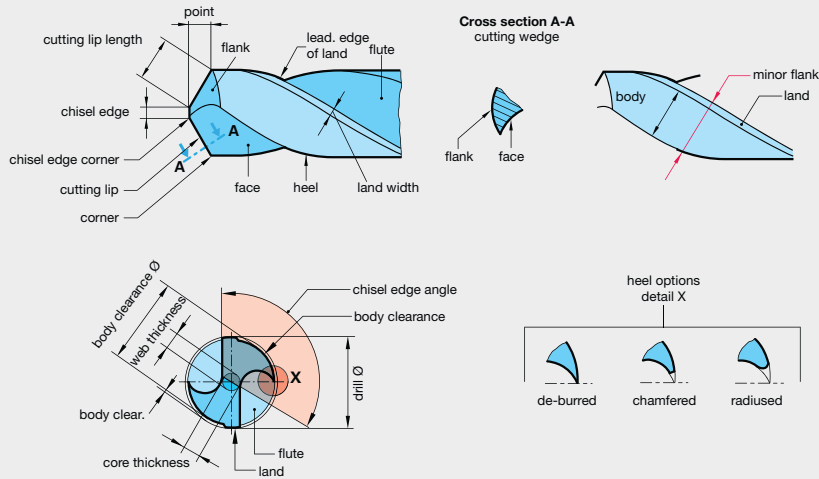 point
cutting lip length
flank
lead. edge
of land
flute
chisel edge
A
A
chisel edge corner
cutting lip
corner
face
heel
land width
Cross section A-A
cutting wedge
flank
face
body
minor flank
land
body clearance Ø
web thickness
chisel edge angle
body clearance
X
drill Ø
body clear.
core thickness
flute
land
heel options
detail X
de-burred
chamfered
radiused